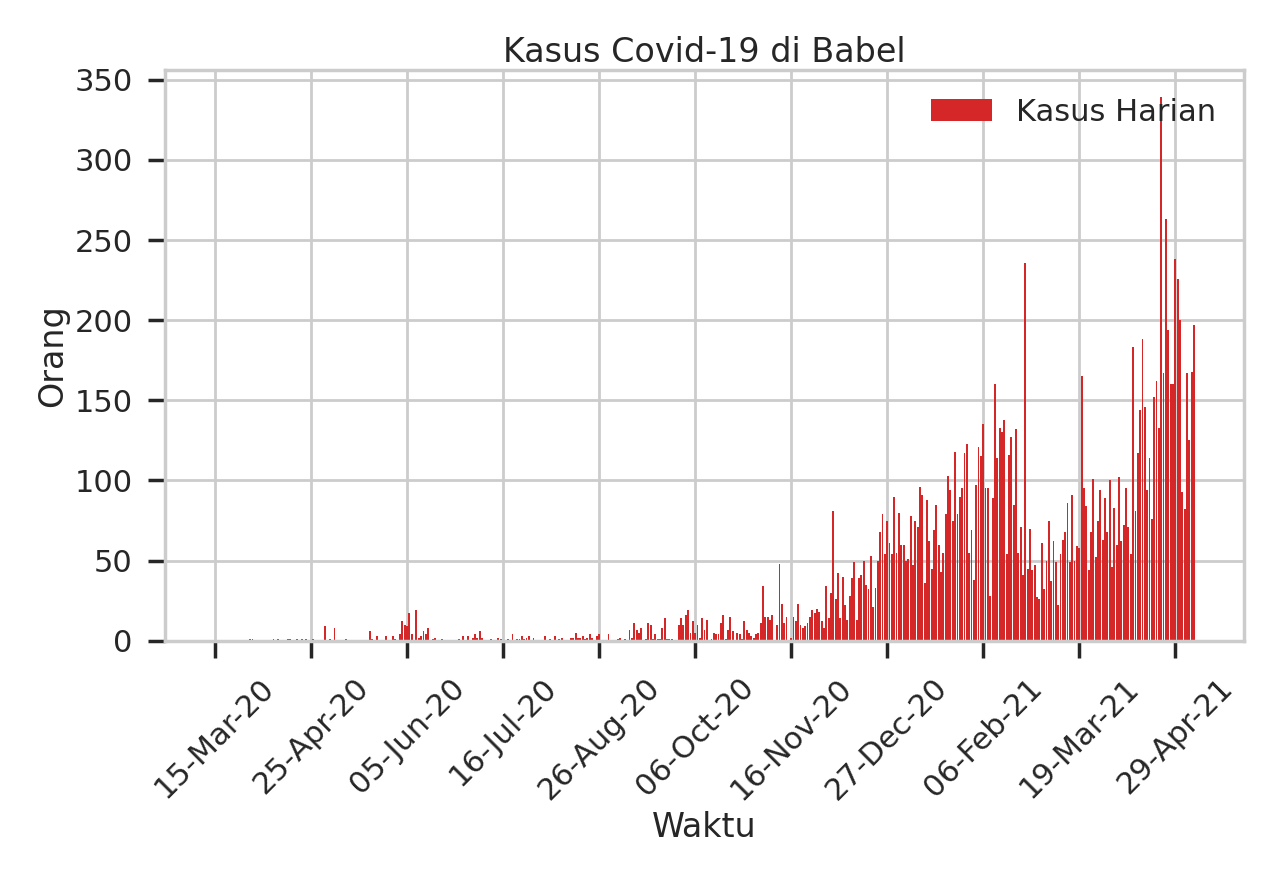 Kasus Covid-19 di Babel
Kasus Harian
Orang
350
300
250
200
150
100
50
0
15-Mar-20
25-Apr-20
05-Jun-20
16-Jul-20
26-Aug-20
06-Oct-20
16-Nov-20
27-Dec-20
06-Feb-21
19-Mar-21
29-Apr-21
Waktu